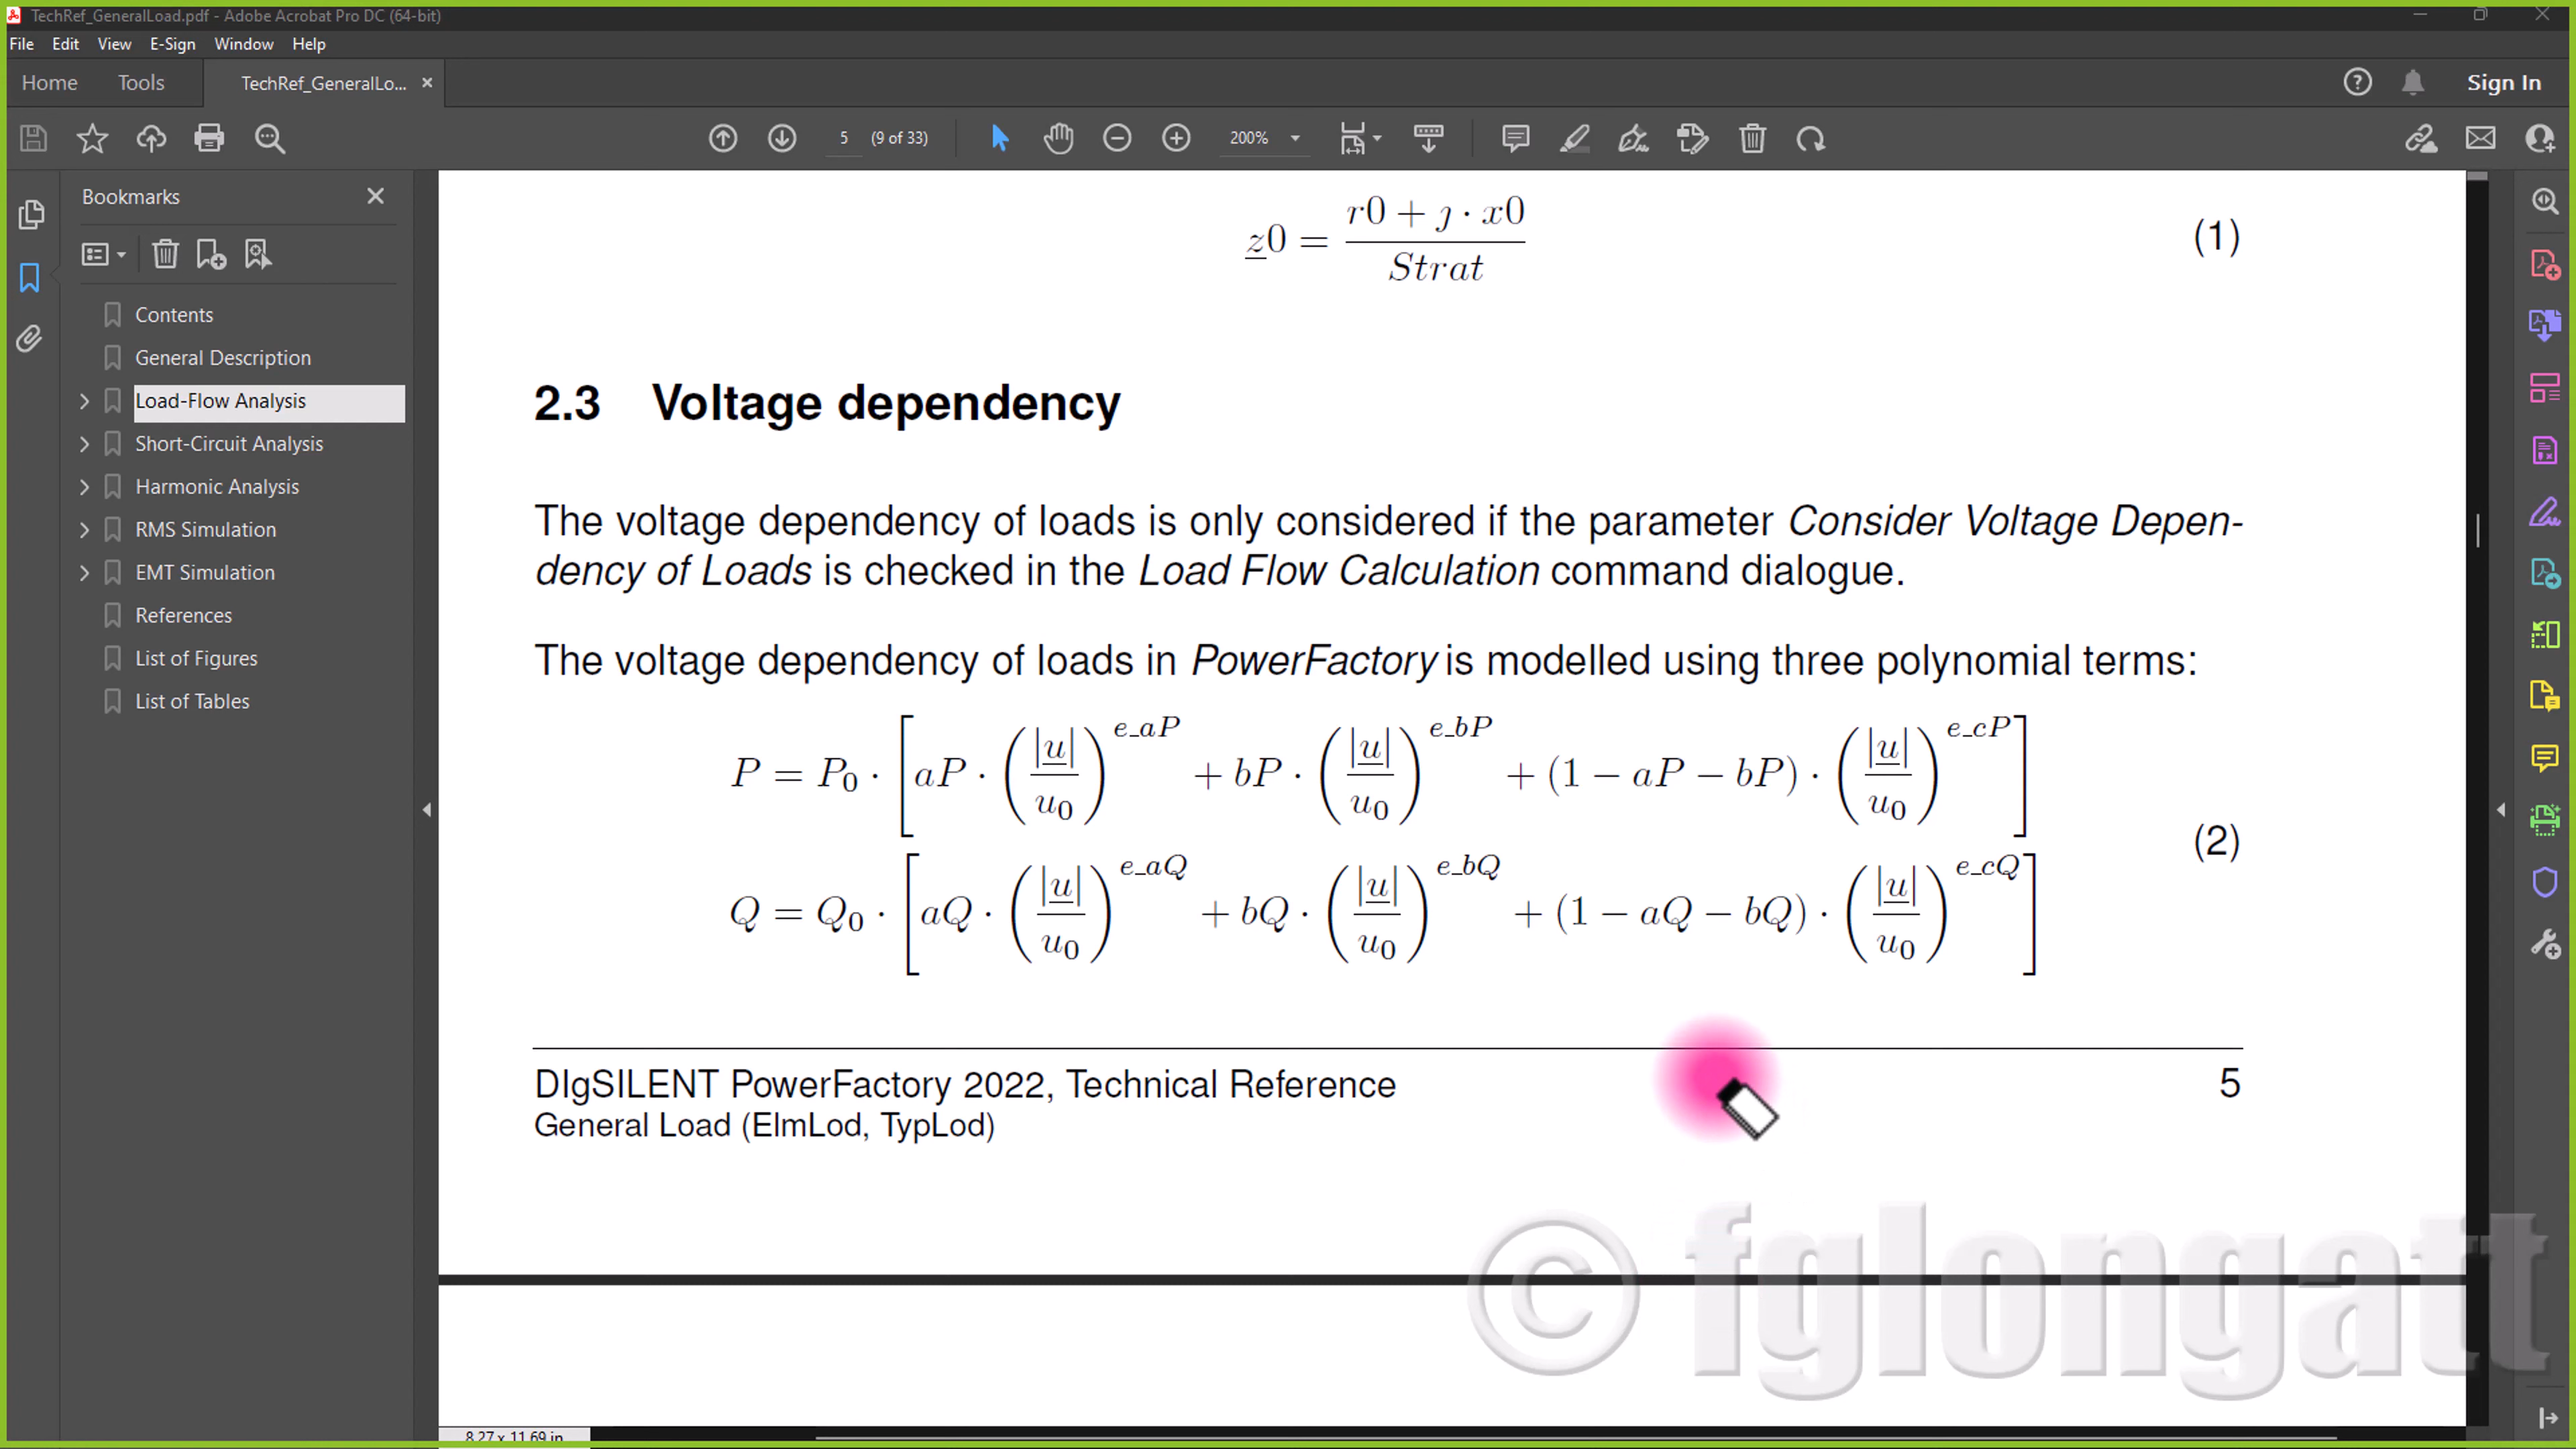 TechRef_GeneralLoad.pdf - Adobe Acrobat Pro DC (64-bit)
File Edit View E-Sign Window Help
Home Tools TechRef_GeneralLo... × Sign In
5 (9 of 33) 200%
Bookmarks
Contents
General Description
Load-Flow Analysis
Short-Circuit Analysis
Harmonic Analysis
RMS Simulation
EMT Simulation
References
List of Figures
List of Tables
z0 = (r0 + ȷ · x0) / Strat (1)
2.3 Voltage dependency
The voltage dependency of loads is only considered if the parameter Consider Voltage Depen-
dency of Loads is checked in the Load Flow Calculation command dialogue.
The voltage dependency of loads in PowerFactory is modelled using three polynomial terms:
P = P₀ · [aP · (|u|/u₀)^e_aP + bP · (|u|/u₀)^e_bP + (1 − aP − bP) · (|u|/u₀)^e_cP]
(2)
Q = Q₀ · [aQ · (|u|/u₀)^e_aQ + bQ · (|u|/u₀)^e_bQ + (1 − aQ − bQ) · (|u|/u₀)^e_cQ]
DIgSILENT PowerFactory 2022, Technical Reference 5
General Load (ElmLod, TypLod)
© fglongatt
8.27 x 11.69 in